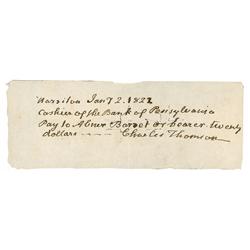 Harriton Jan y 2. 1822
Cashier of the Bank of Pensylvania
Pay to Abner Barret or bearer twenty
dollars ——— Charles Thomson